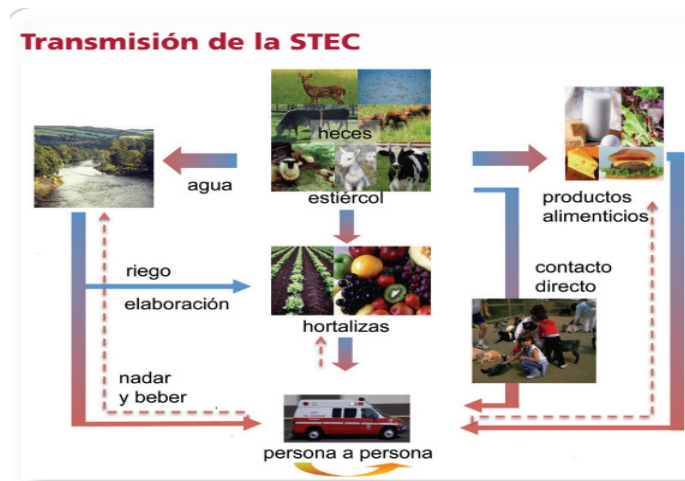 Transmisión de la STEC
heces
agua
estiércol
productos
alimenticios
riego
elaboración
contacto
directo
hortalizas
nadar
y beber
persona a persona